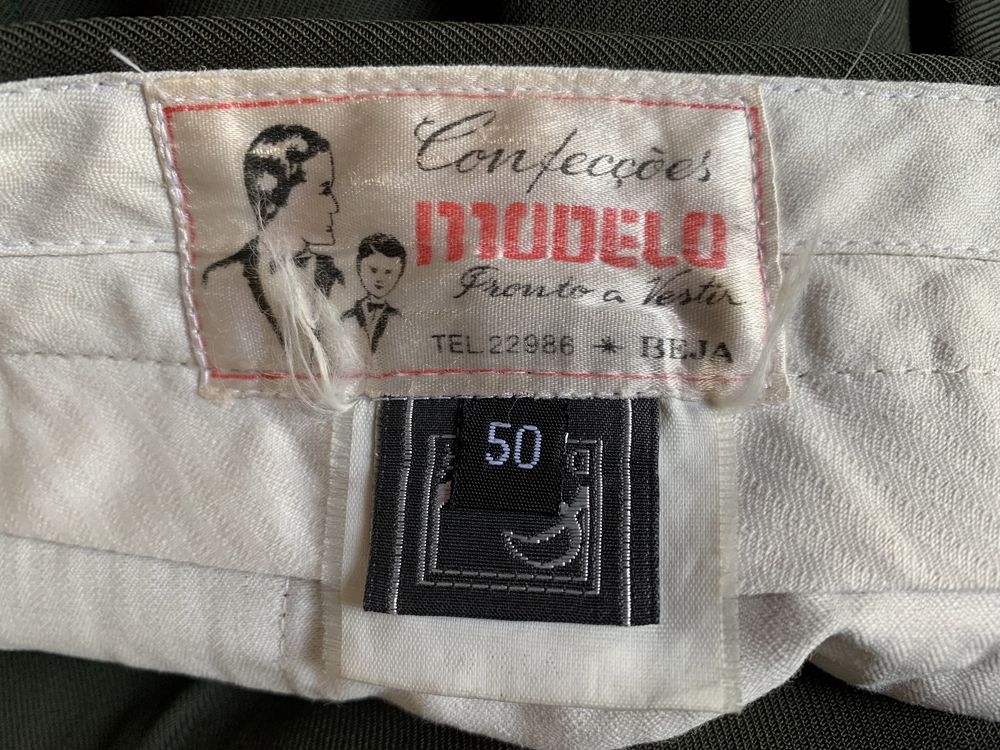 Confecções
MODELO
Pronto a Vestir
TEL.22986 * BEJA
50